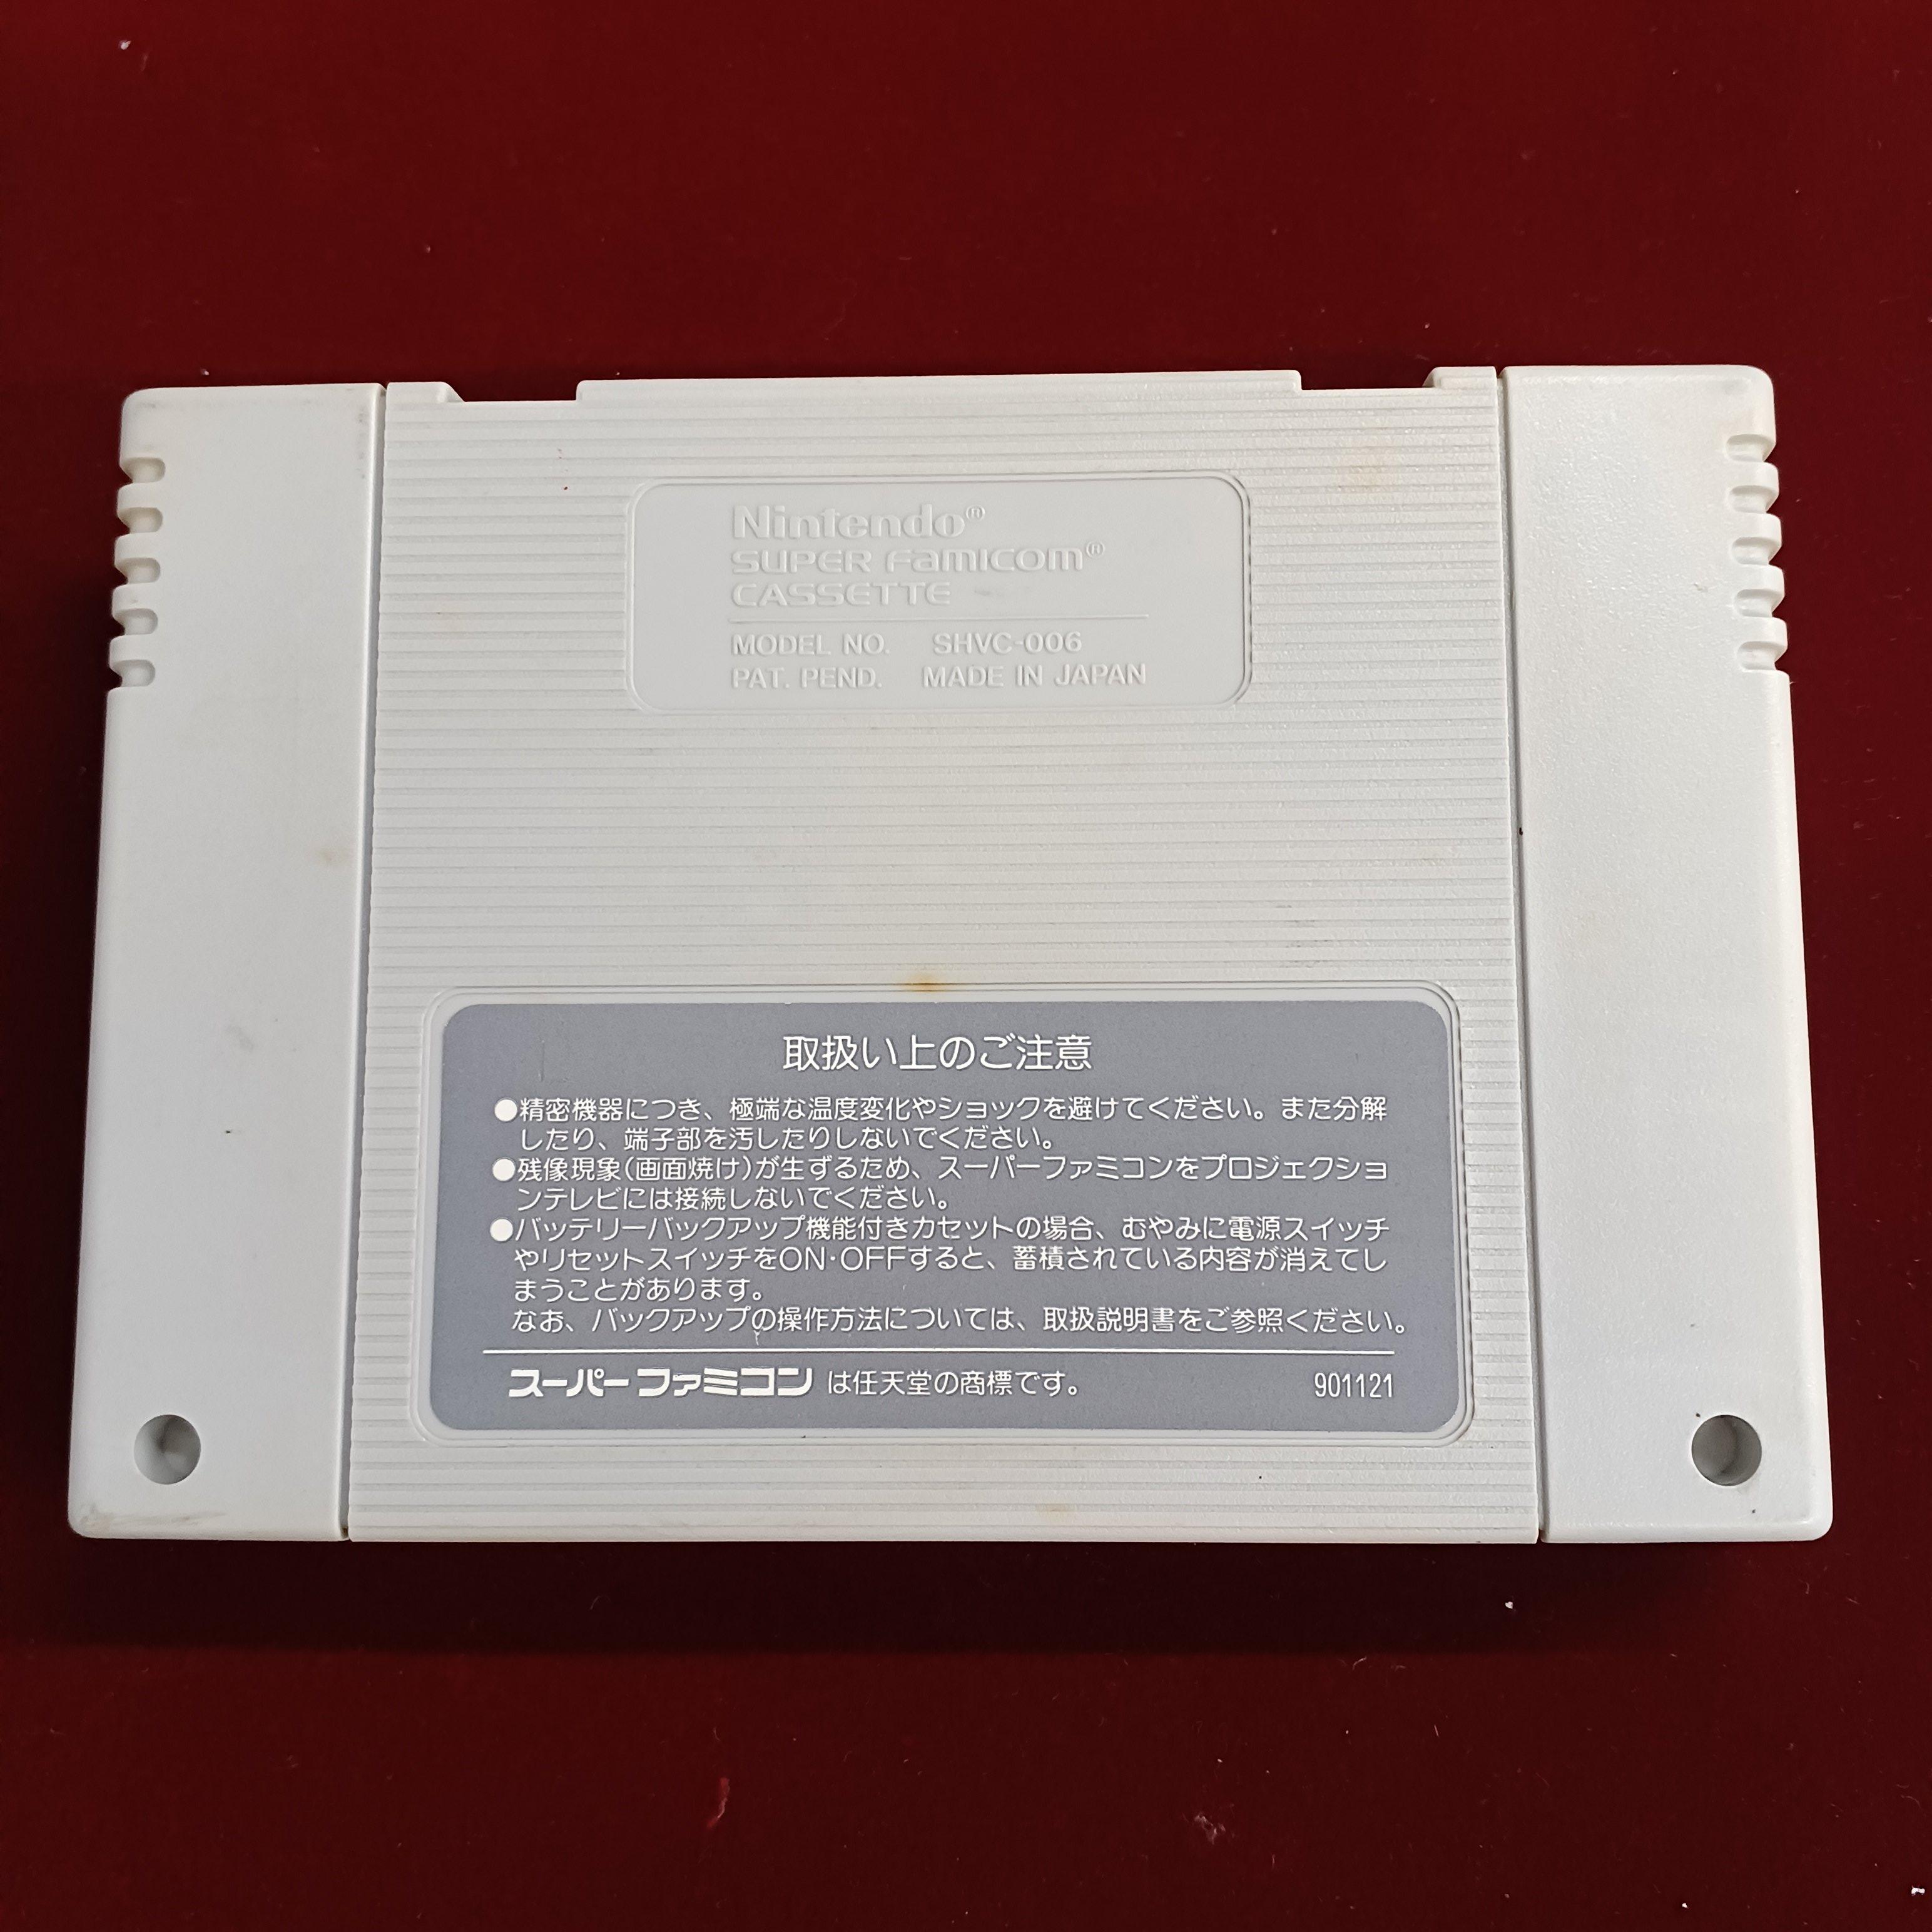 Nintendo®
SUPER FAMICOM®
CASSETTE
MODEL NO. SHVC-006
PAT. PEND. MADE IN JAPAN
取扱い上のご注意
●精密機器につき、極端な温度変化やショックを避けてください。また分解
したり、端子部を汚したりしないでください。
●残像現象(画面焼け)が生ずるため、スーパーファミコンをプロジェクショ
ンテレビには接続しないでください。
●バッテリーバックアップ機能付きカセットの場合、むやみに電源スイッチ
やリセットスイッチをON・OFFすると、蓄積されている内容が消えてし
まうことがあります。
なお、バックアップの操作方法については、取扱説明書をご参照ください。
スーパーファミコン は任天堂の商標です。 901121